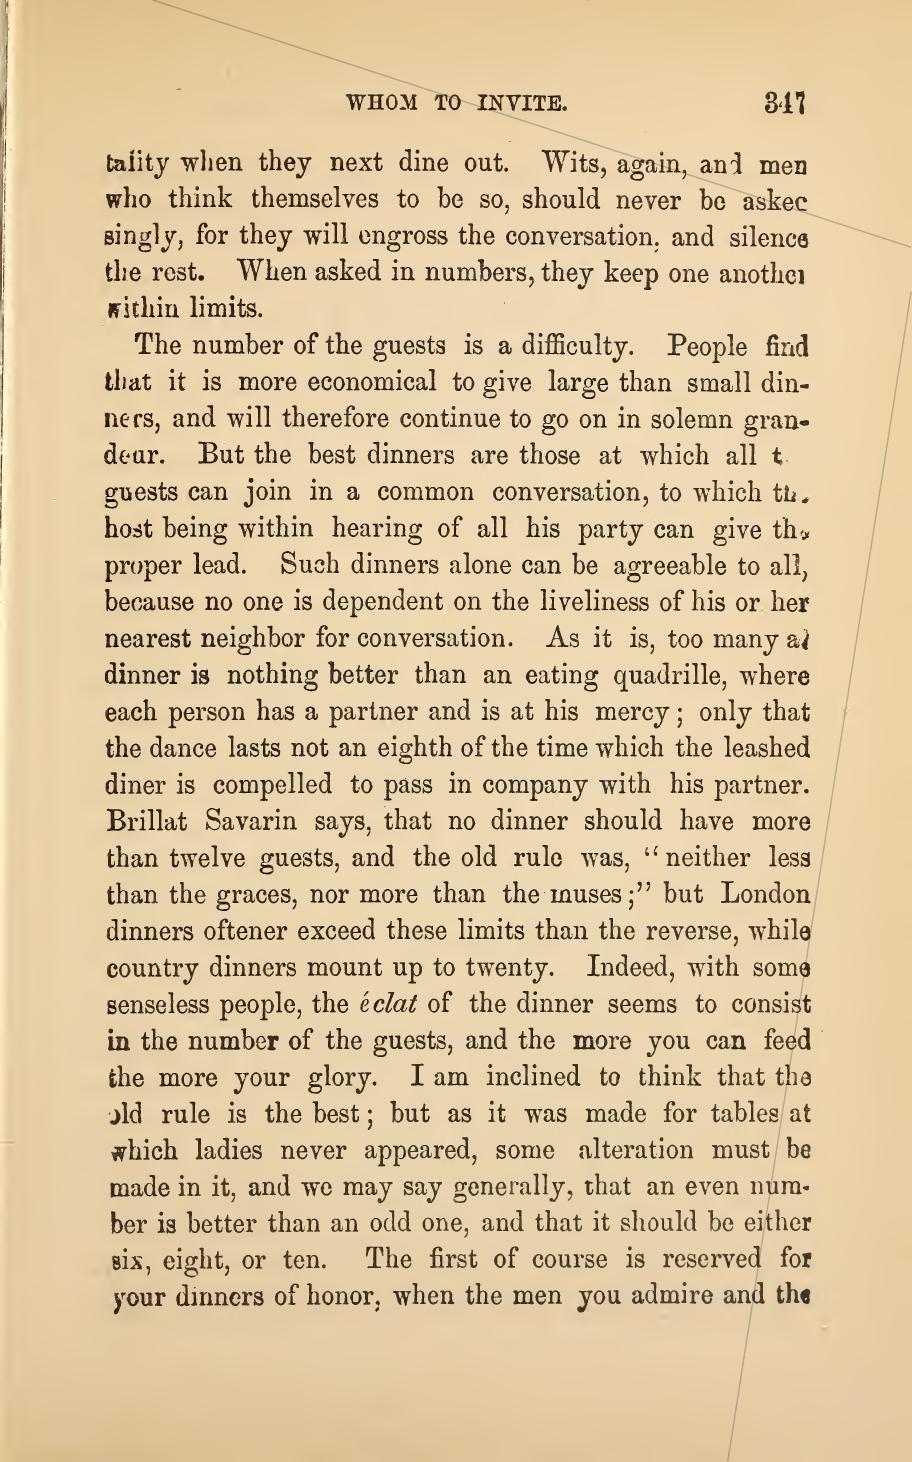 WHOM TO INVITE. 347
tality when they next dine out. Wits, again, and men
who think themselves to be so, should never be asked
singly, for they will engross the conversation, and silence
the rest. When asked in numbers, they keep one another
within limits.
The number of the guests is a difficulty. People find
that it is more economical to give large than small din-
ners, and will therefore continue to go on in solemn gran-
deur. But the best dinners are those at which all t
guests can join in a common conversation, to which th
host being within hearing of all his party can give the
proper lead. Such dinners alone can be agreeable to all,
because no one is dependent on the liveliness of his or her
nearest neighbor for conversation. As it is, too many a
dinner is nothing better than an eating quadrille, where
each person has a partner and is at his mercy; only that
the dance lasts not an eighth of the time which the leashed
diner is compelled to pass in company with his partner.
Brillat Savarin says, that no dinner should have more
than twelve guests, and the old rule was, “neither less
than the graces, nor more than the muses;” but London
dinners oftener exceed these limits than the reverse, while
country dinners mount up to twenty. Indeed, with some
senseless people, the éclat of the dinner seems to consist
in the number of the guests, and the more you can feed
the more your glory. I am inclined to think that the
old rule is the best; but as it was made for tables at
which ladies never appeared, some alteration must be
made in it, and we may say generally, that an even num-
ber is better than an odd one, and that it should be either
six, eight, or ten. The first of course is reserved for
your dinners of honor, when the men you admire and the